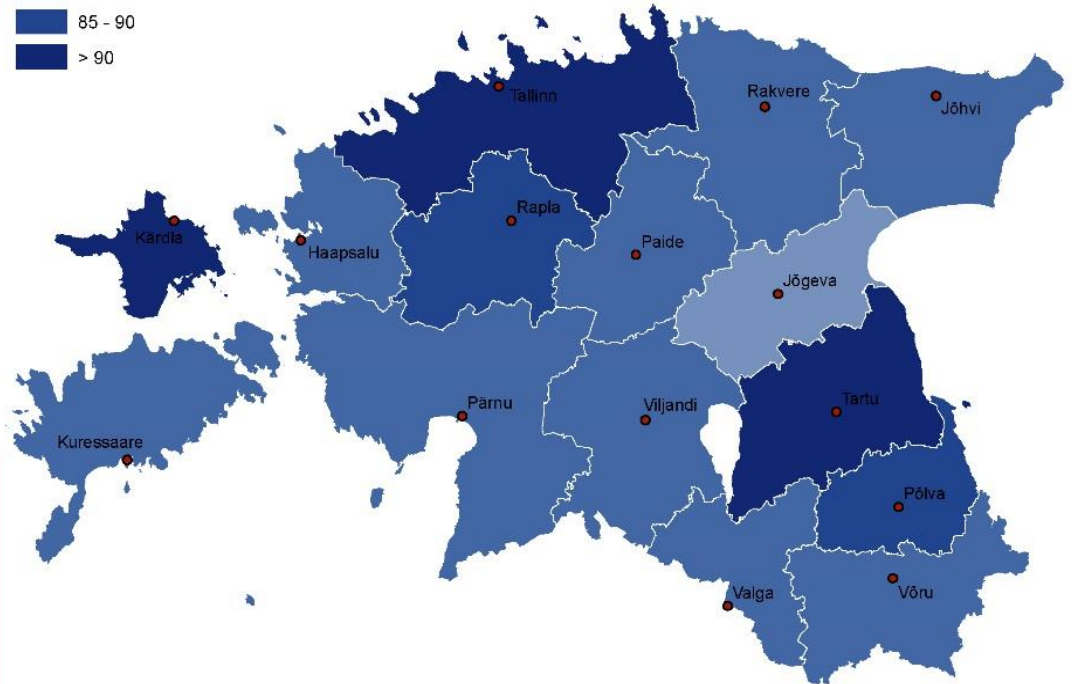 85 - 90
> 90
Tallinn
Rakvere
Jõhvi
Kärdla
Haapsalu
Rapla
Paide
Jõgeva
Kuressaare
Pärnu
Viljandi
Tartu
Põlva
Valga
Võru